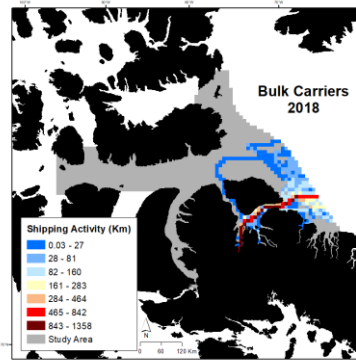 Bulk Carriers
2018
Shipping Activity (Km)
0.03 - 27
28 - 81
82 - 160
161 - 283
284 - 464
465 - 842
843 - 1358
Study Area
N
0 60 120 Km